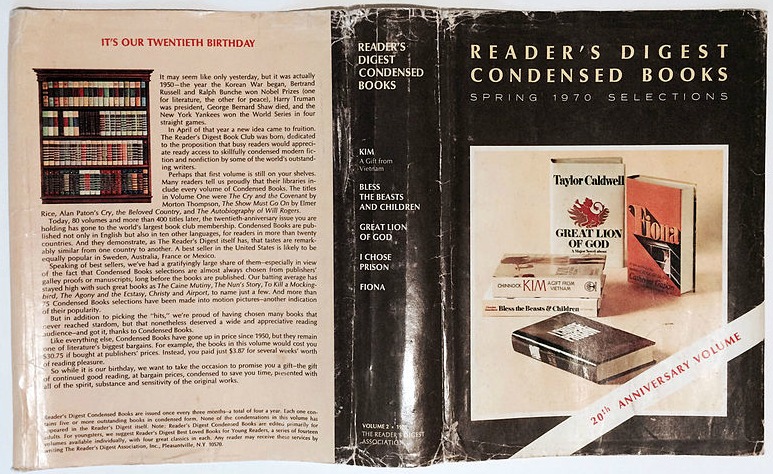 IT'S OUR TWENTIETH BIRTHDAY
It may seem like only yesterday, but it was actually
1950—the year the Korean War began, Bertrand
Russell and Ralph Bunche won Nobel Prizes (one
for literature, the other for peace), Harry Truman
was president, George Bernard Shaw died, and the
New York Yankees won the World Series in four
straight games.
In April of that year a new idea came to fruition.
The Reader's Digest Book Club was born, dedicated
to the proposition that busy readers would appreci-
ate ready access to skillfully condensed modern fic-
tion and nonfiction by some of the world's outstand-
ing writers.
Perhaps that first volume is still on your shelves.
Many readers tell us proudly that their libraries in-
clude every volume of Condensed Books. The titles
in Volume One were The Cry and the Covenant by
Morton Thompson, The Show Must Go On by Elmer
Rice, Alan Paton's Cry, the Beloved Country, and The Autobiography of Will Rogers.
Today, 80 volumes and more than 400 titles later, the twentieth-anniversary issue you are
holding has gone to the world's largest book club membership. Condensed Books are pub-
lished not only in English but also in ten other languages, for readers in more than twenty
countries. And they demonstrate, as The Reader's Digest itself has, that tastes are remark-
ably similar from one country to another. A best seller in the United States is likely to be
equally popular in Sweden, Australia, France or Mexico.
Speaking of best sellers, we've had a gratifyingly large share of them—especially in view
of the fact that Condensed Books selections are almost always chosen from publishers'
galley proofs or manuscripts, long before the books are published. Our batting average has
stayed high with such great books as The Caine Mutiny, The Nun's Story, To Kill a Mocking-
bird, The Agony and the Ecstasy, Christy and Airport, to name just a few. And more than
75 Condensed Books selections have been made into motion pictures—another indication
of their popularity.
But in addition to picking the "hits," we're proud of having chosen many books that
never reached stardom, but that nonetheless deserved a wide and appreciative reading
audience—and got it, thanks to Condensed Books.
Like everything else, Condensed Books have gone up in price since 1950, but they remain
one of literature's biggest bargains. For example, the books in this volume would cost you
$30.75 if bought at publishers' prices. Instead, you paid just $3.87 for several weeks' worth
of reading pleasure.
So while it is our birthday, we want to take the occasion to promise you a gift—the gift
of continued good reading, at bargain prices, condensed to save you time, presented with
all of the spirit, substance and sensitivity of the original works.
Reader's Digest Condensed Books are issued once every three months—a total of four a year. Each one con-
tains five or more outstanding books in condensed form. None of the condensations in this volume has
appeared in the Reader's Digest itself. Note: Reader's Digest Condensed Books are edited primarily for
adults. For youngsters, we suggest Reader's Digest Best Loved Books for Young Readers, a series of fourteen
volumes available individually, with four great classics in each. Any reader may receive these services by
writing The Reader's Digest Association, Inc., Pleasantville, N.Y. 10570.
READER'S
DIGEST
CONDENSED
BOOKS
KIM
A Gift from
Vietnam
BLESS
THE BEASTS
AND CHILDREN
GREAT LION
OF GOD
I CHOSE
PRISON
FIONA
VOLUME 2 •
THE READER'S DIGEST
ASSOCIATION
READER'S DIGEST
CONDENSED BOOKS
SPRING 1970 SELECTIONS
Taylor Caldwell
GREAT LION
OF GOD
A Major Novel about
Fiona
CHINNOCK KIM A GIFT FROM
VIETNAM
Bless the Beasts & Children
20th ANNIVERSARY VOLUME